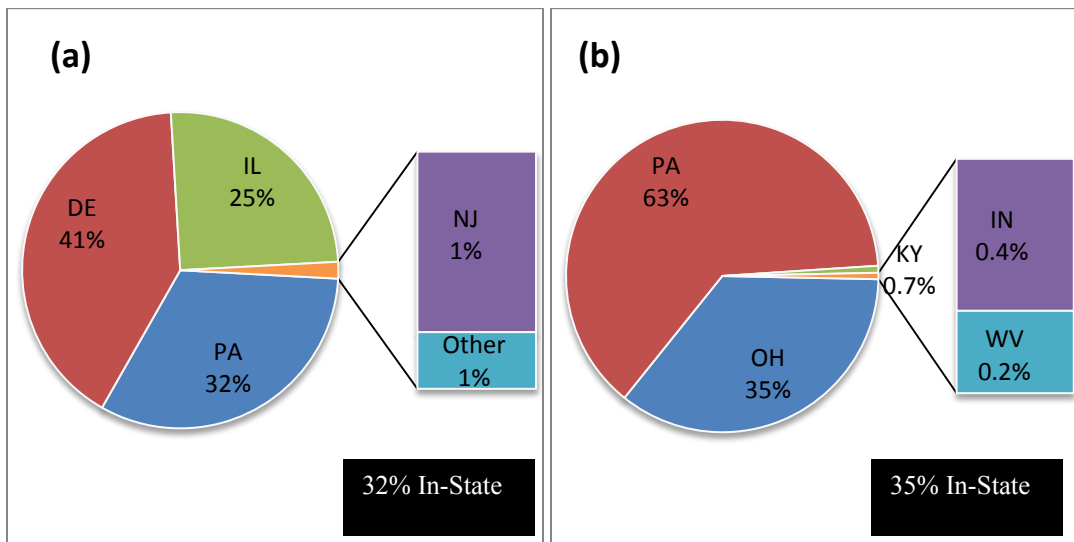 (a)
IL
25%
DE
41%
NJ
1%
Other
1%
PA
32%
32% In-State
(b)
PA
63%
KY
0.7%
IN
0.4%
WV
0.2%
OH
35%
35% In-State